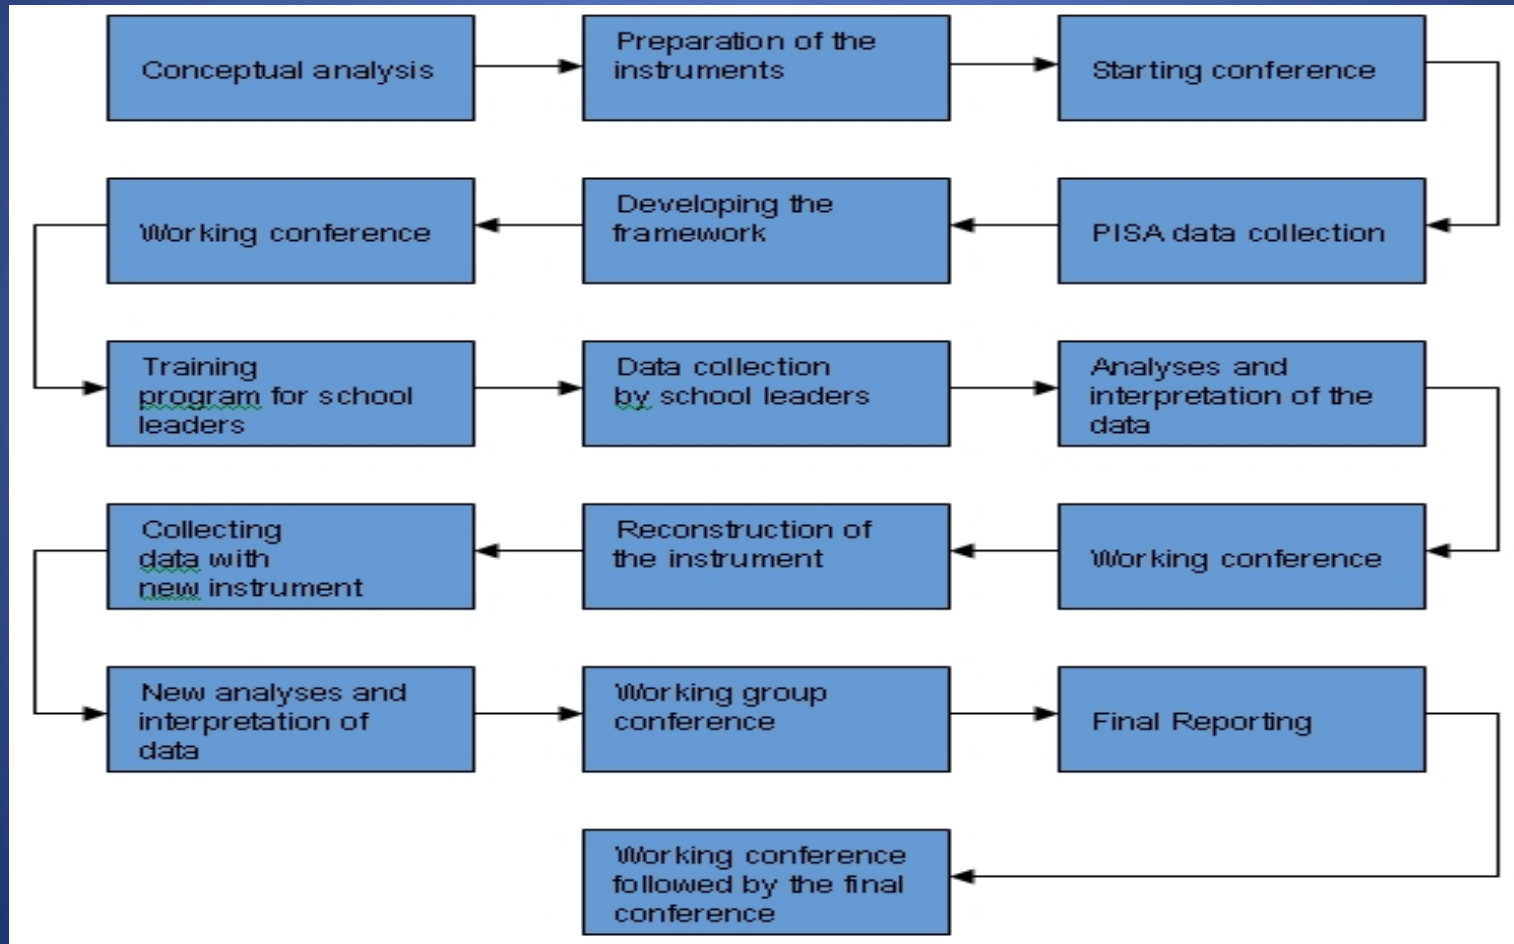 Conceptual analysis
Preparation of the
instruments
Starting conference
PISA data collection
Developing the
framework
Working conference
Training
program for school
leaders
Data collection
by school leaders
Analyses and
interpretation of the
data
Working conference
Reconstruction of
the instrument
Collecting
data with
new instrument
New analyses and
interpretation of
data
Working group
conference
Final Reporting
Working conference
followed by the final
conference